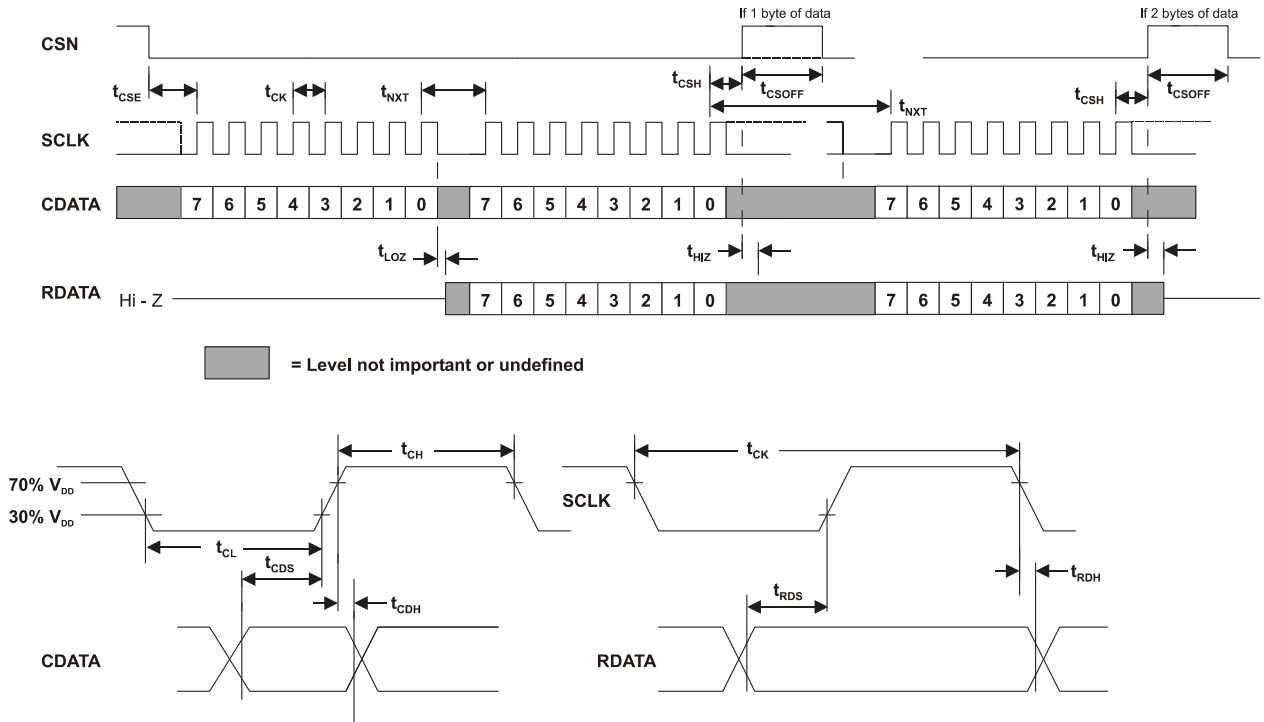 If 1 byte of data If 2 bytes of data
CSN
tCSE tCK tNXT tCSH tCSOFF tNXT tCSH tCSOFF
SCLK
CDATA 7 6 5 4 3 2 1 0 7 6 5 4 3 2 1 0 7 6 5 4 3 2 1 0
tLOZ tHIZ tHIZ
RDATA Hi - Z 7 6 5 4 3 2 1 0 7 6 5 4 3 2 1 0
= Level not important or undefined
tCH tCK
70% VDD
SCLK
30% VDD
tCL
tCDS
tRDH
tRDS
tCDH
CDATA RDATA